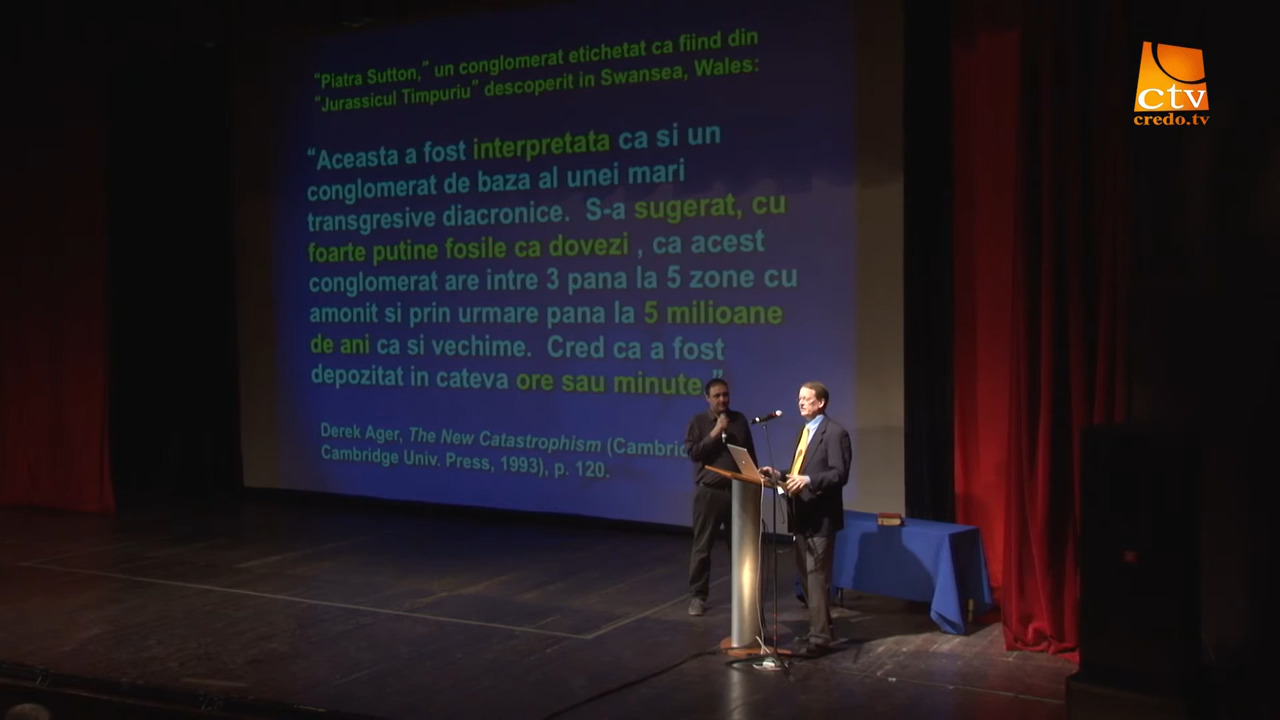 “Piatra Sutton,” un conglomerat etichetat ca fiind din
“Jurassicul Timpuriu” descoperit in Swansea, Wales:
“Aceasta a fost interpretata ca si un
conglomerat de baza al unei mari
transgresive diacronice. S-a sugerat, cu
foarte putine fosile ca dovezi , ca acest
conglomerat are intre 3 pana la 5 zone cu
amonit si prin urmare pana la 5 milioane
de ani ca si vechime. Cred ca a fost
depozitat in cateva ore sau minute.”
Derek Ager, The New Catastrophism
Cambridge Univ. Press, 1993), p. 120.
ctv
credo.tv